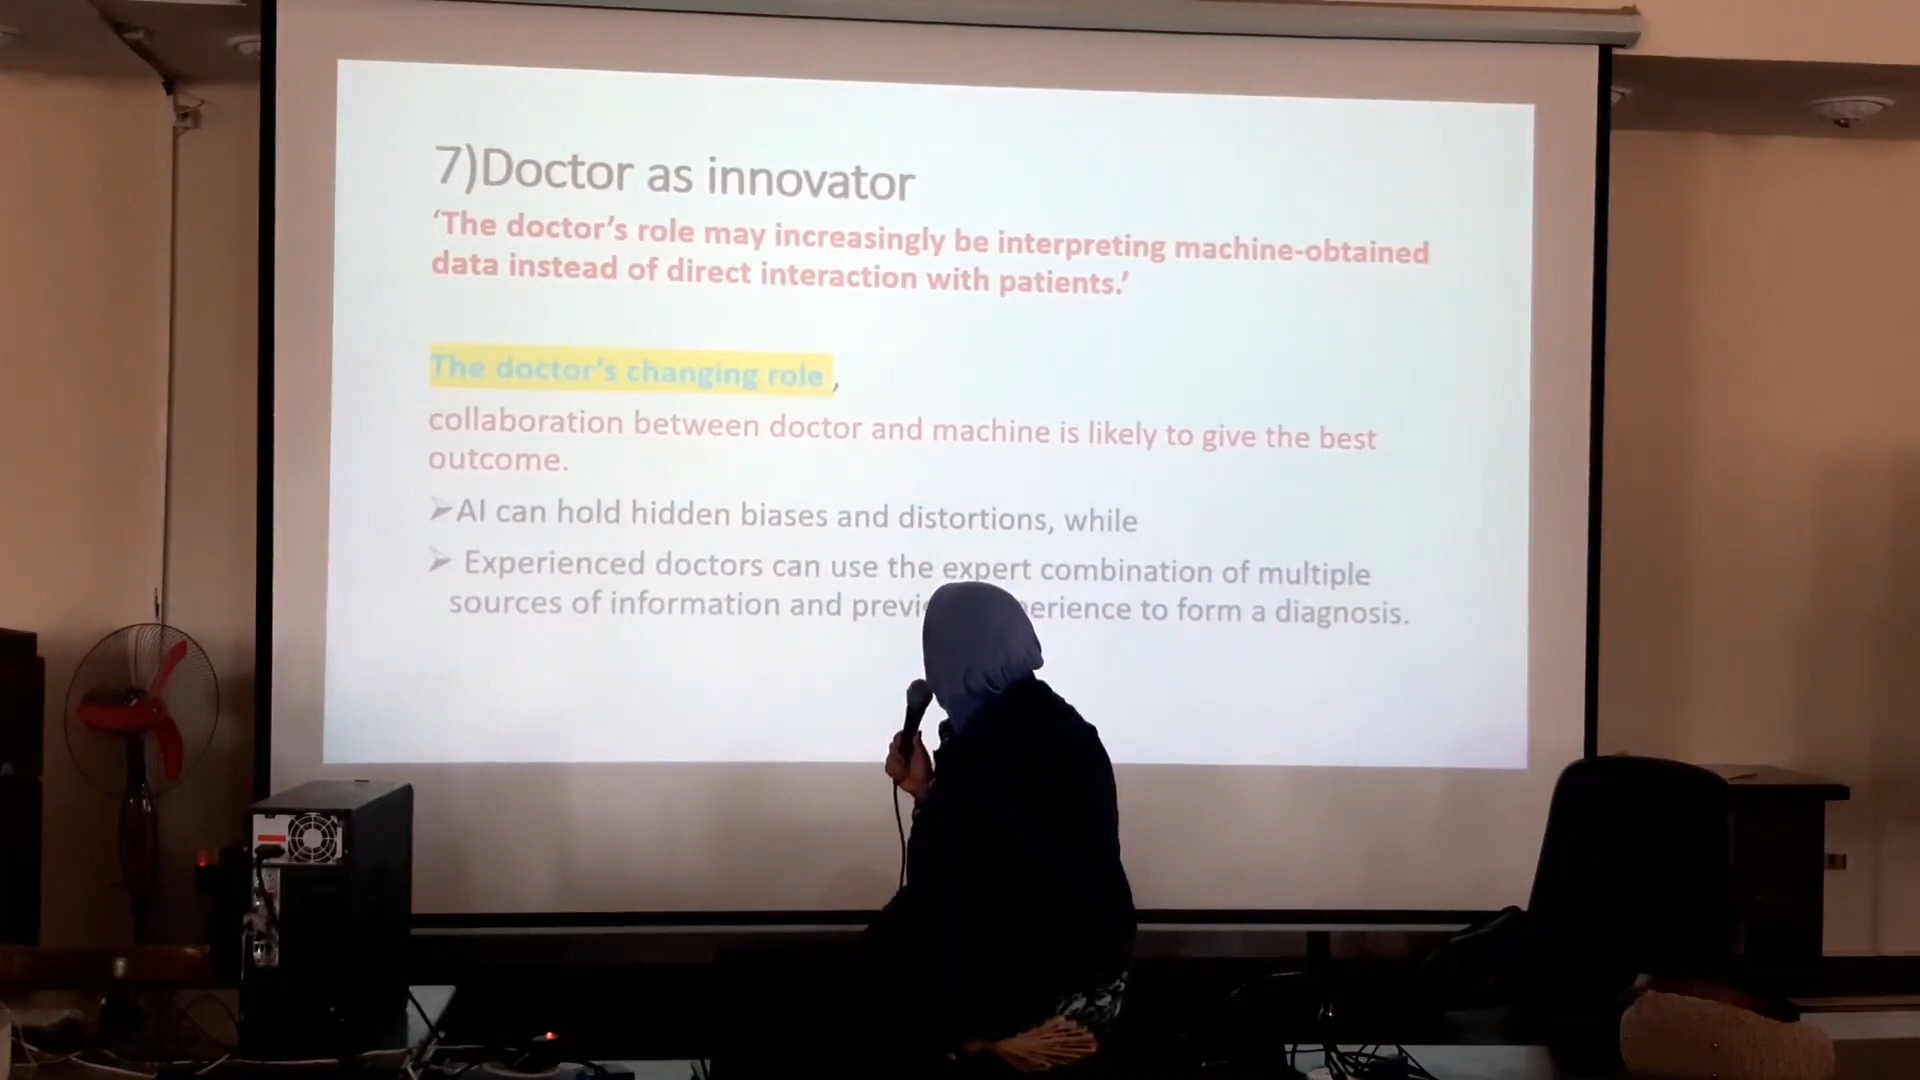 7)Doctor as innovator
‘The doctor’s role may increasingly be interpreting machine-obtained
data instead of direct interaction with patients.’
The doctor’s changing role ,
collaboration between doctor and machine is likely to give the best
outcome.
➢AI can hold hidden biases and distortions, while
➢ Experienced doctors can use the expert combination of multiple
sources of information and to form a diagnosis.